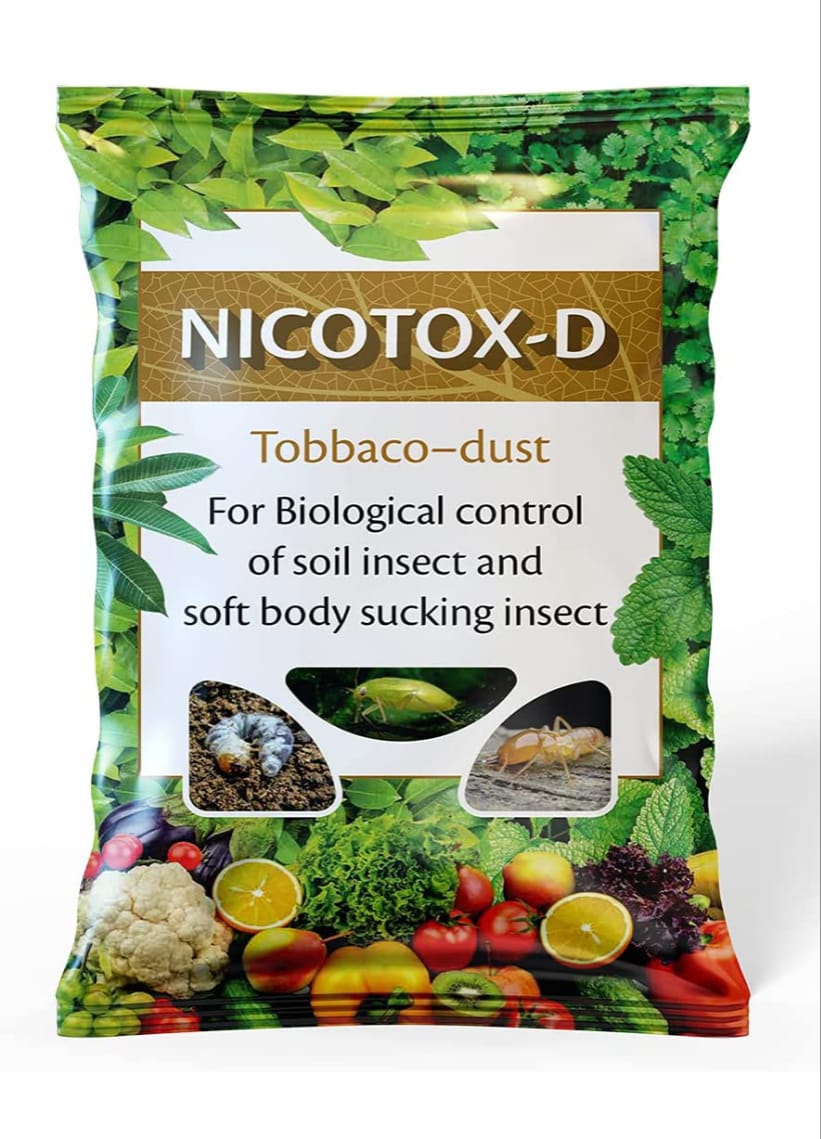 NICOTOX-D
Tobbaco–dust
For Biological control
of soil insect and
soft body sucking insect